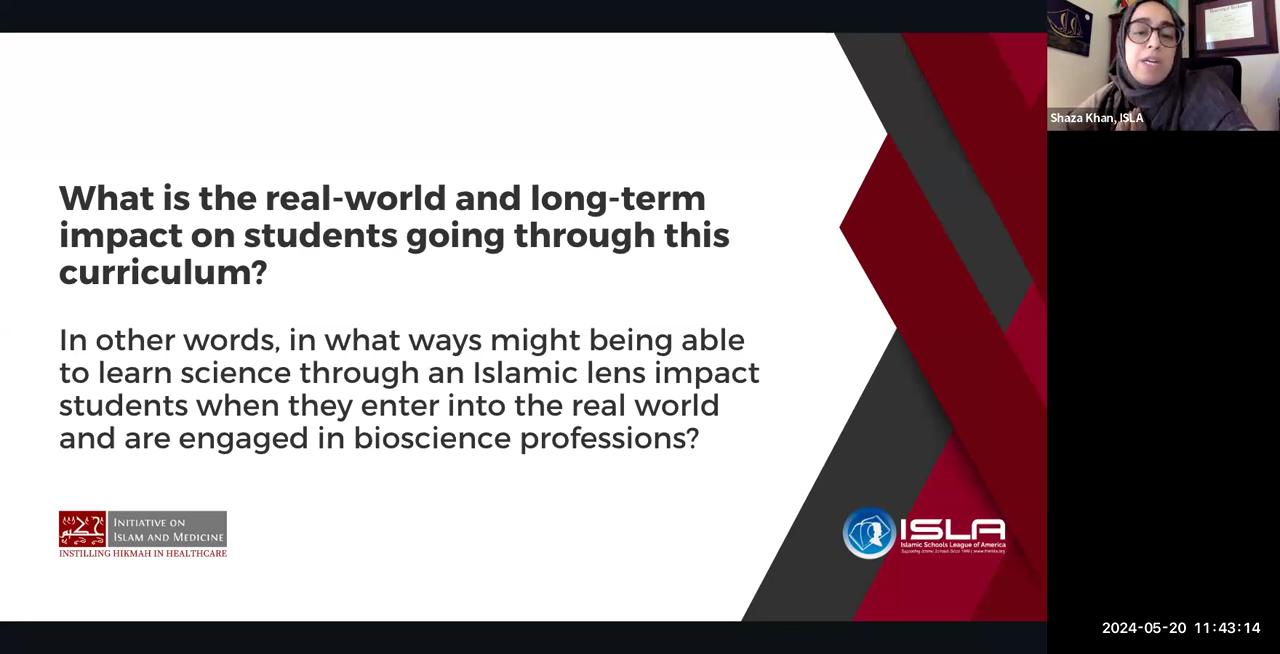 What is the real-world and long-term
impact on students going through this
curriculum?
In other words, in what ways might being able
to learn science through an Islamic lens impact
students when they enter into the real world
and are engaged in bioscience professions?
INITIATIVE ON
ISLAM AND MEDICINE
INSTILLING HIKMAH IN HEALTHCARE
ISLA
Islamic Schools League of America
Shaza Khan, ISLA
2024-05-20 11:43:14